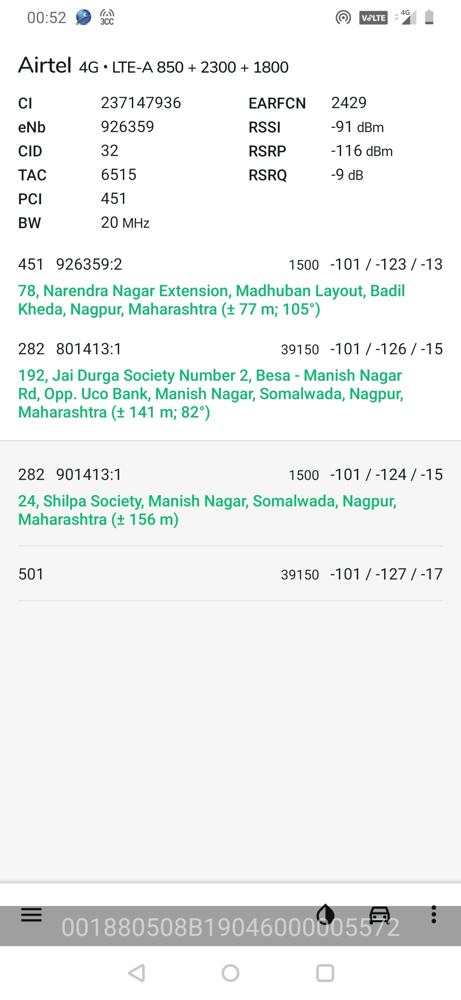 00:52 3CC VoLTE 4G
Airtel 4G • LTE-A 850 + 2300 + 1800
CI 237147936 EARFCN 2429
eNb 926359 RSSI -91 dBm
CID 32 RSRP -116 dBm
TAC 6515 RSRQ -9 dB
PCI 451
BW 20 MHz
451 926359:2 1500 -101 / -123 / -13
78, Narendra Nagar Extension, Madhuban Layout, Badil
Kheda, Nagpur, Maharashtra (± 77 m; 105°)
282 801413:1 39150 -101 / -126 / -15
192, Jai Durga Society Number 2, Besa - Manish Nagar
Rd, Opp. Uco Bank, Manish Nagar, Somalwada, Nagpur,
Maharashtra (± 141 m; 82°)
282 901413:1 1500 -101 / -124 / -15
24, Shilpa Society, Manish Nagar, Somalwada, Nagpur,
Maharashtra (± 156 m)
501 39150 -101 / -127 / -17
001880508B19046000005572